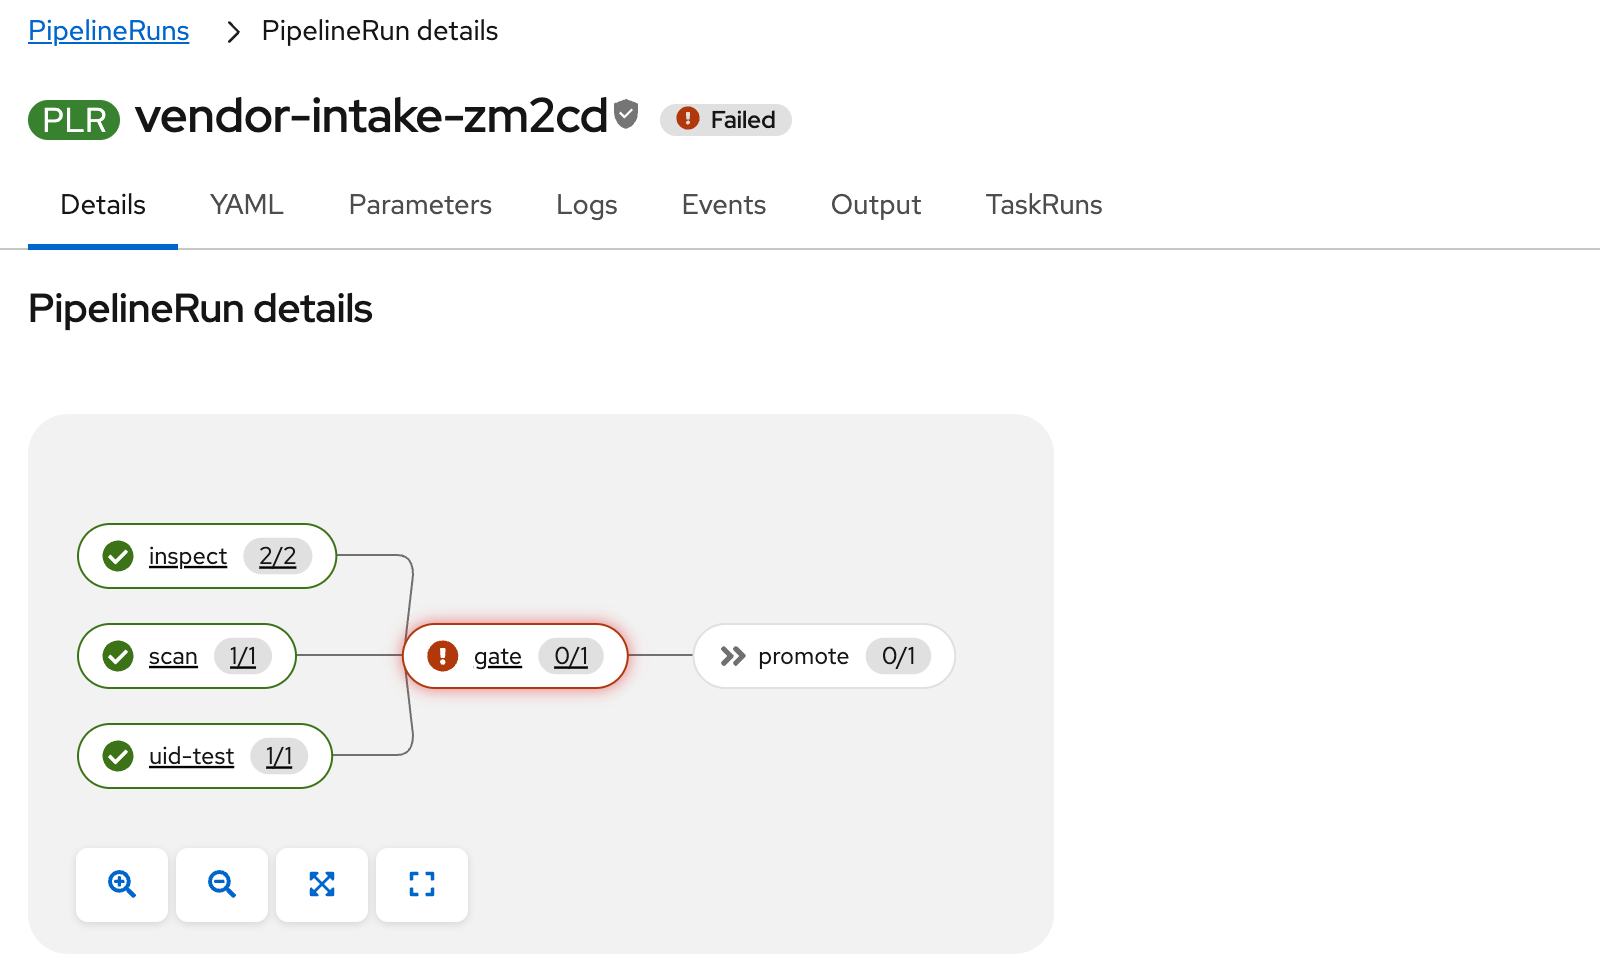 PipelineRuns > PipelineRun details
PLR vendor-intake-zm2cd Failed
Details YAML Parameters Logs Events Output TaskRuns
PipelineRun details
inspect 2/2
scan 1/1
gate 0/1
promote 0/1
uid-test 1/1